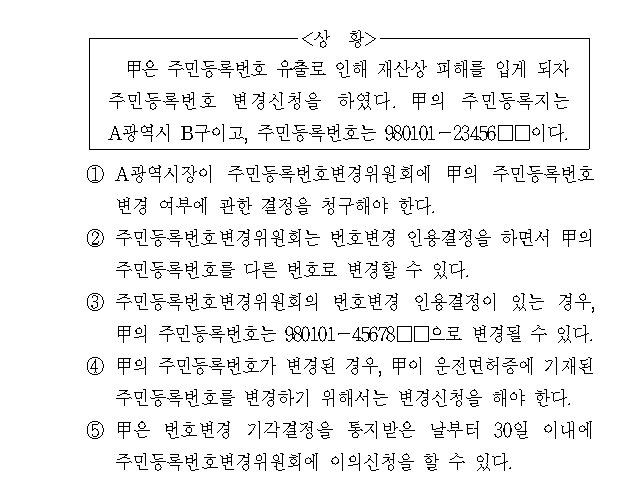 <상 황>
甲은 주민등록번호 유출로 인해 재산상 피해를 입게 되자
주민등록번호 변경신청을 하였다. 甲의 주민등록지는
A광역시 B구이고, 주민등록번호는 980101－23456□□이다.
① A광역시장이 주민등록번호변경위원회에 甲의 주민등록번호
변경 여부에 관한 결정을 청구해야 한다.
② 주민등록번호변경위원회는 번호변경 인용결정을 하면서 甲의
주민등록번호를 다른 번호로 변경할 수 있다.
③ 주민등록번호변경위원회의 번호변경 인용결정이 있는 경우,
甲의 주민등록번호는 980101－45678□□으로 변경될 수 있다.
④ 甲의 주민등록번호가 변경된 경우, 甲이 운전면허증에 기재된
주민등록번호를 변경하기 위해서는 변경신청을 해야 한다.
⑤ 甲은 번호변경 기각결정을 통지받은 날부터 30일 이내에
주민등록번호변경위원회에 이의신청을 할 수 있다.